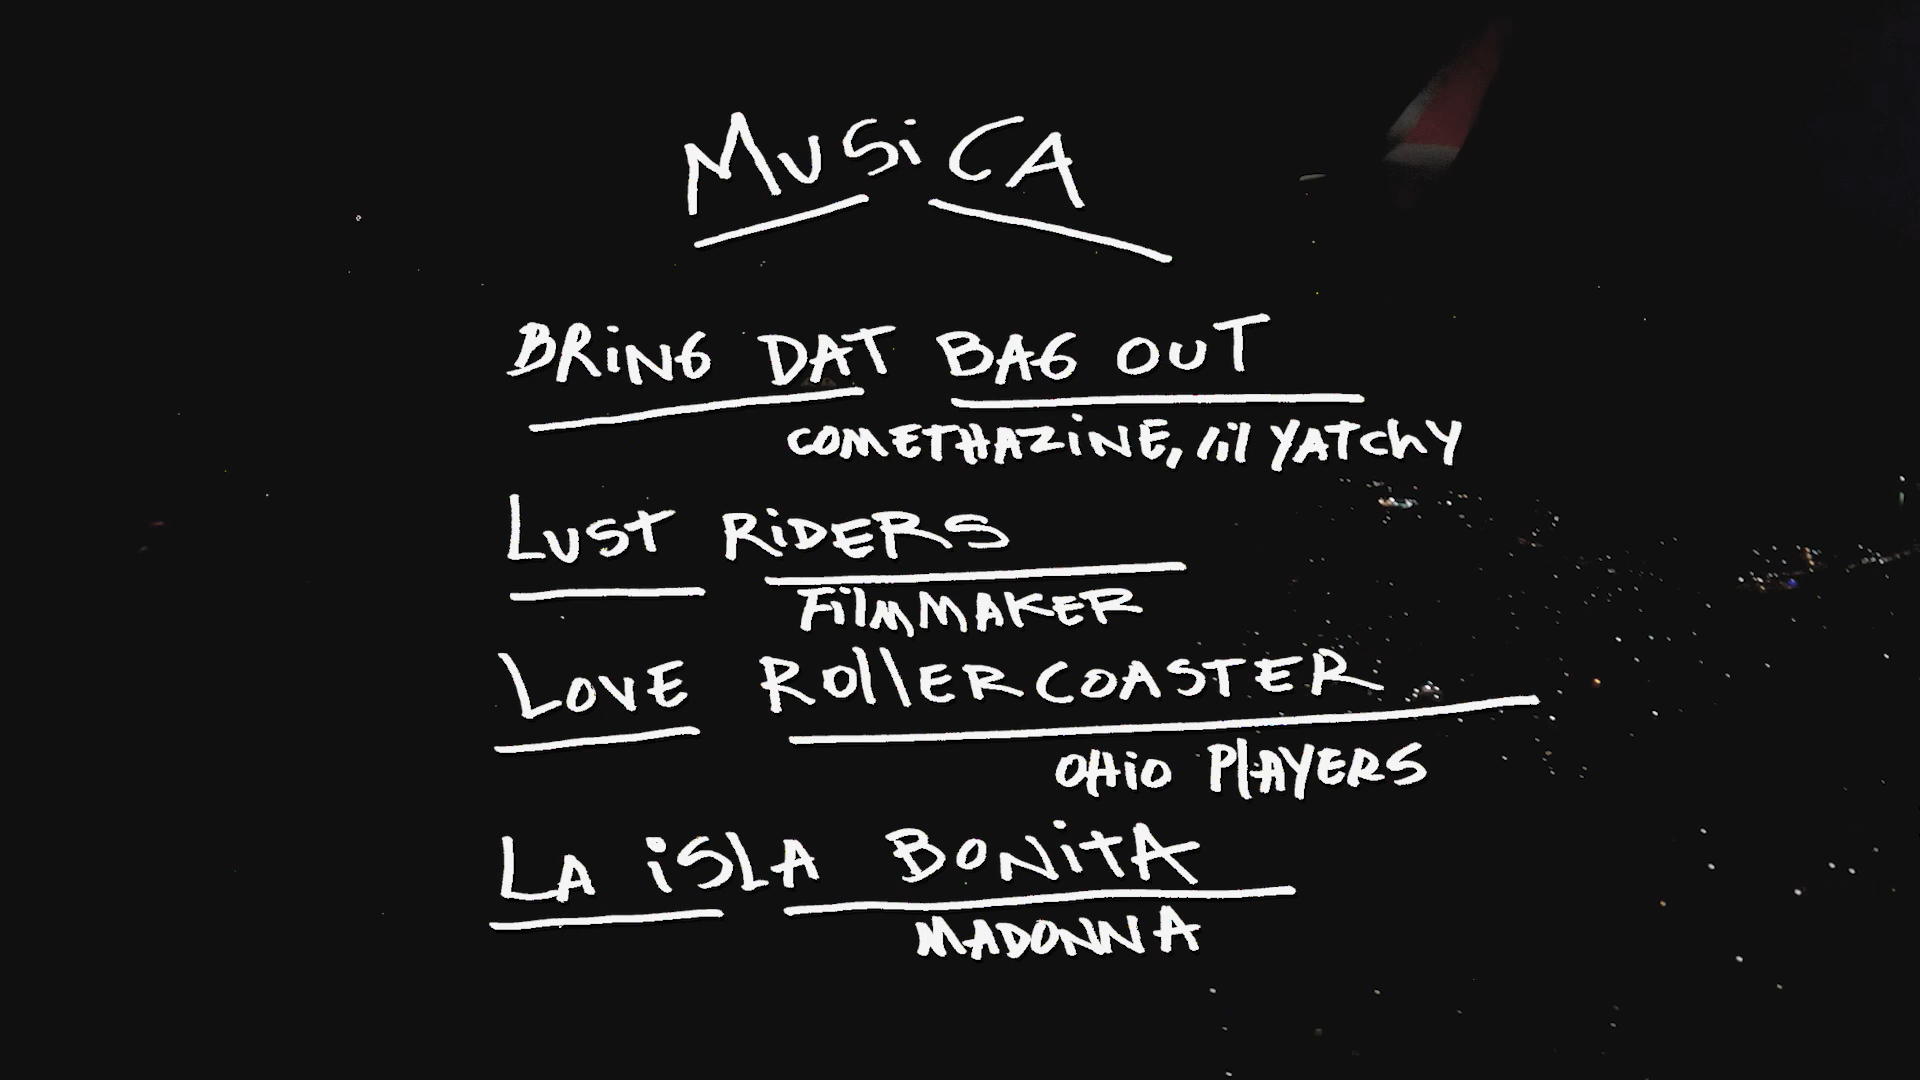 MUSiCA
BRiNG DAT BAG OUT
COMETHAZiNE, lil YATChY
LUST RiDERS
FilMMAKER
LOVE ROllERCOASTER
OHiO PlAYERS
LA iSLA BONitA
MADONNA